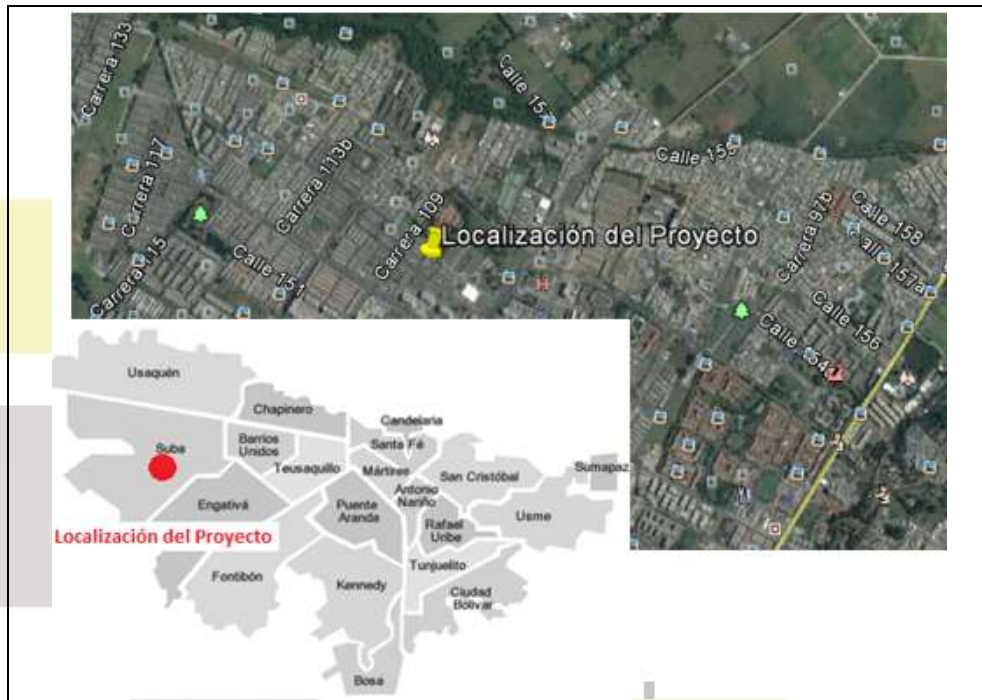 Carrera 133
Calle 157
Carrera 117
Carrera 113b
Calle 153
Carrera 109
Carrera 97b
Calle 158
Localización del Proyecto
Calle 157a
Carrera 115
Calle 151
Calle 156
Calle 154
Usaquén
Chapinero
Candelaria
Suba
Barrios
Unidos
Santa Fé
Teusaquillo
Mártires
San Cristóbal
Sumapaz
Engativá
Antonio
Nariño
Puente
Aranda
Usme
Rafael
Uribe
Localización del Proyecto
Tunjuelito
Fontibón
Kennedy
Ciudad
Bolívar
Bosa